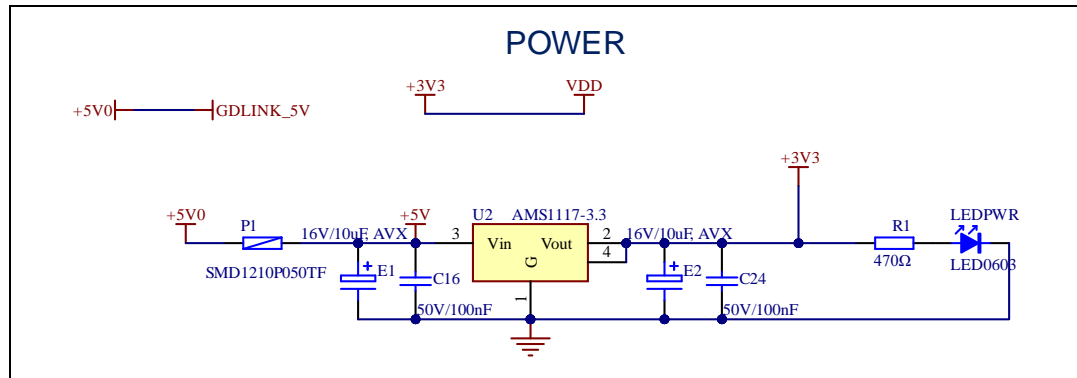 POWER
+3V3 VDD
+5V0 GDLINK_5V
+3V3
+5V0 P1 +5V U2 AMS1117-3.3 R1 LEDPWR
16V/10uF, AVX 3 Vin Vout 2 16V/10uF, AVX
4
SMD1210P050TF E1 C16 G E2 C24 470Ω LED0603
1
50V/100nF 50V/100nF